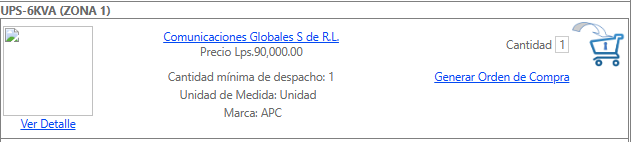 UPS-6KVA (ZONA 1)
Comunicaciones Globales S de R.L.
Precio Lps.90,000.00
Cantidad 1
Cantidad mínima de despacho: 1
Generar Orden de Compra
Unidad de Medida: Unidad
Marca: APC
Ver Detalle